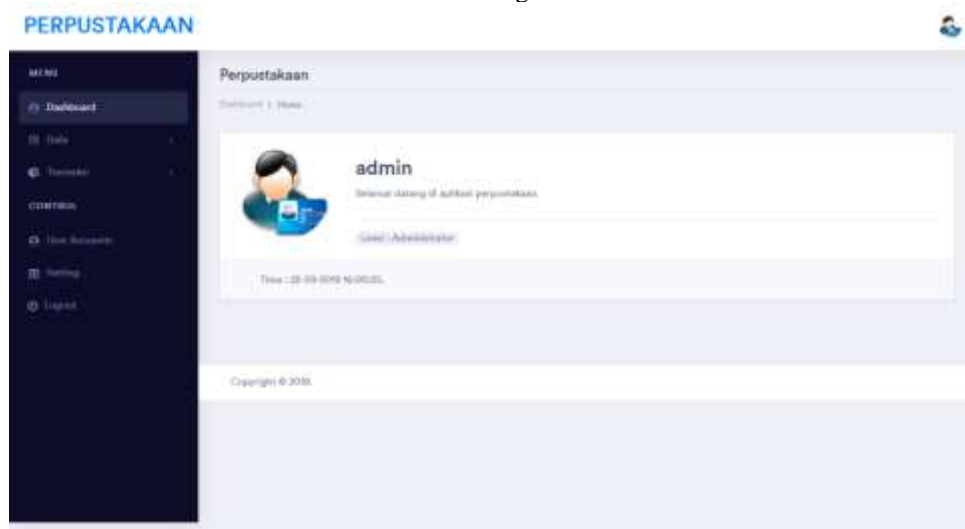 PERPUSTAKAAN
MENU
Dashboard
Data
Transaksi
CONTROL
User Accounts
Setting
Logout
Perpustakaan
Dashboard > Home
admin
Selamat datang di aplikasi perpustakaan.
Level : Administrator
Time :
Copyright © 2019.